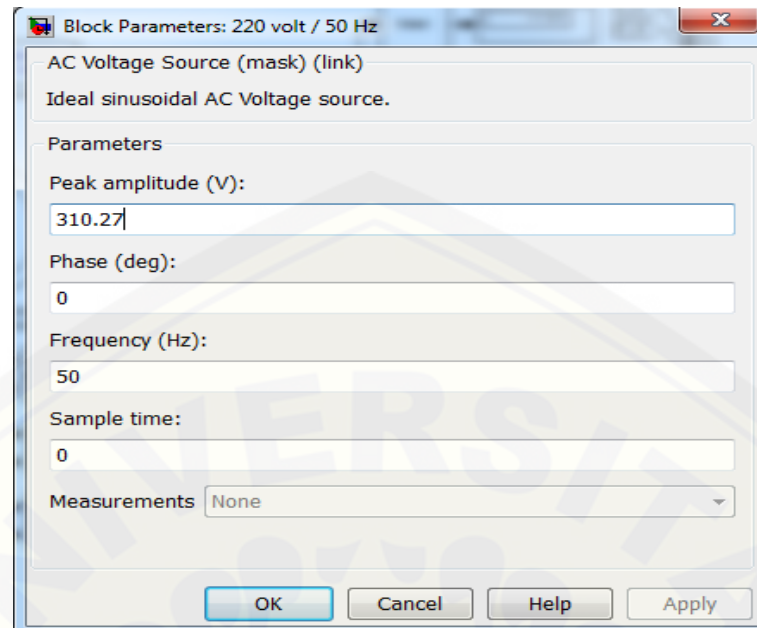 Block Parameters: 220 volt / 50 Hz
x
AC Voltage Source (mask) (link)
Ideal sinusoidal AC Voltage source.
Parameters
Peak amplitude (V):
310.27
Phase (deg):
0
Frequency (Hz):
50
Sample time:
0
Measurements None
OK Cancel Help Apply